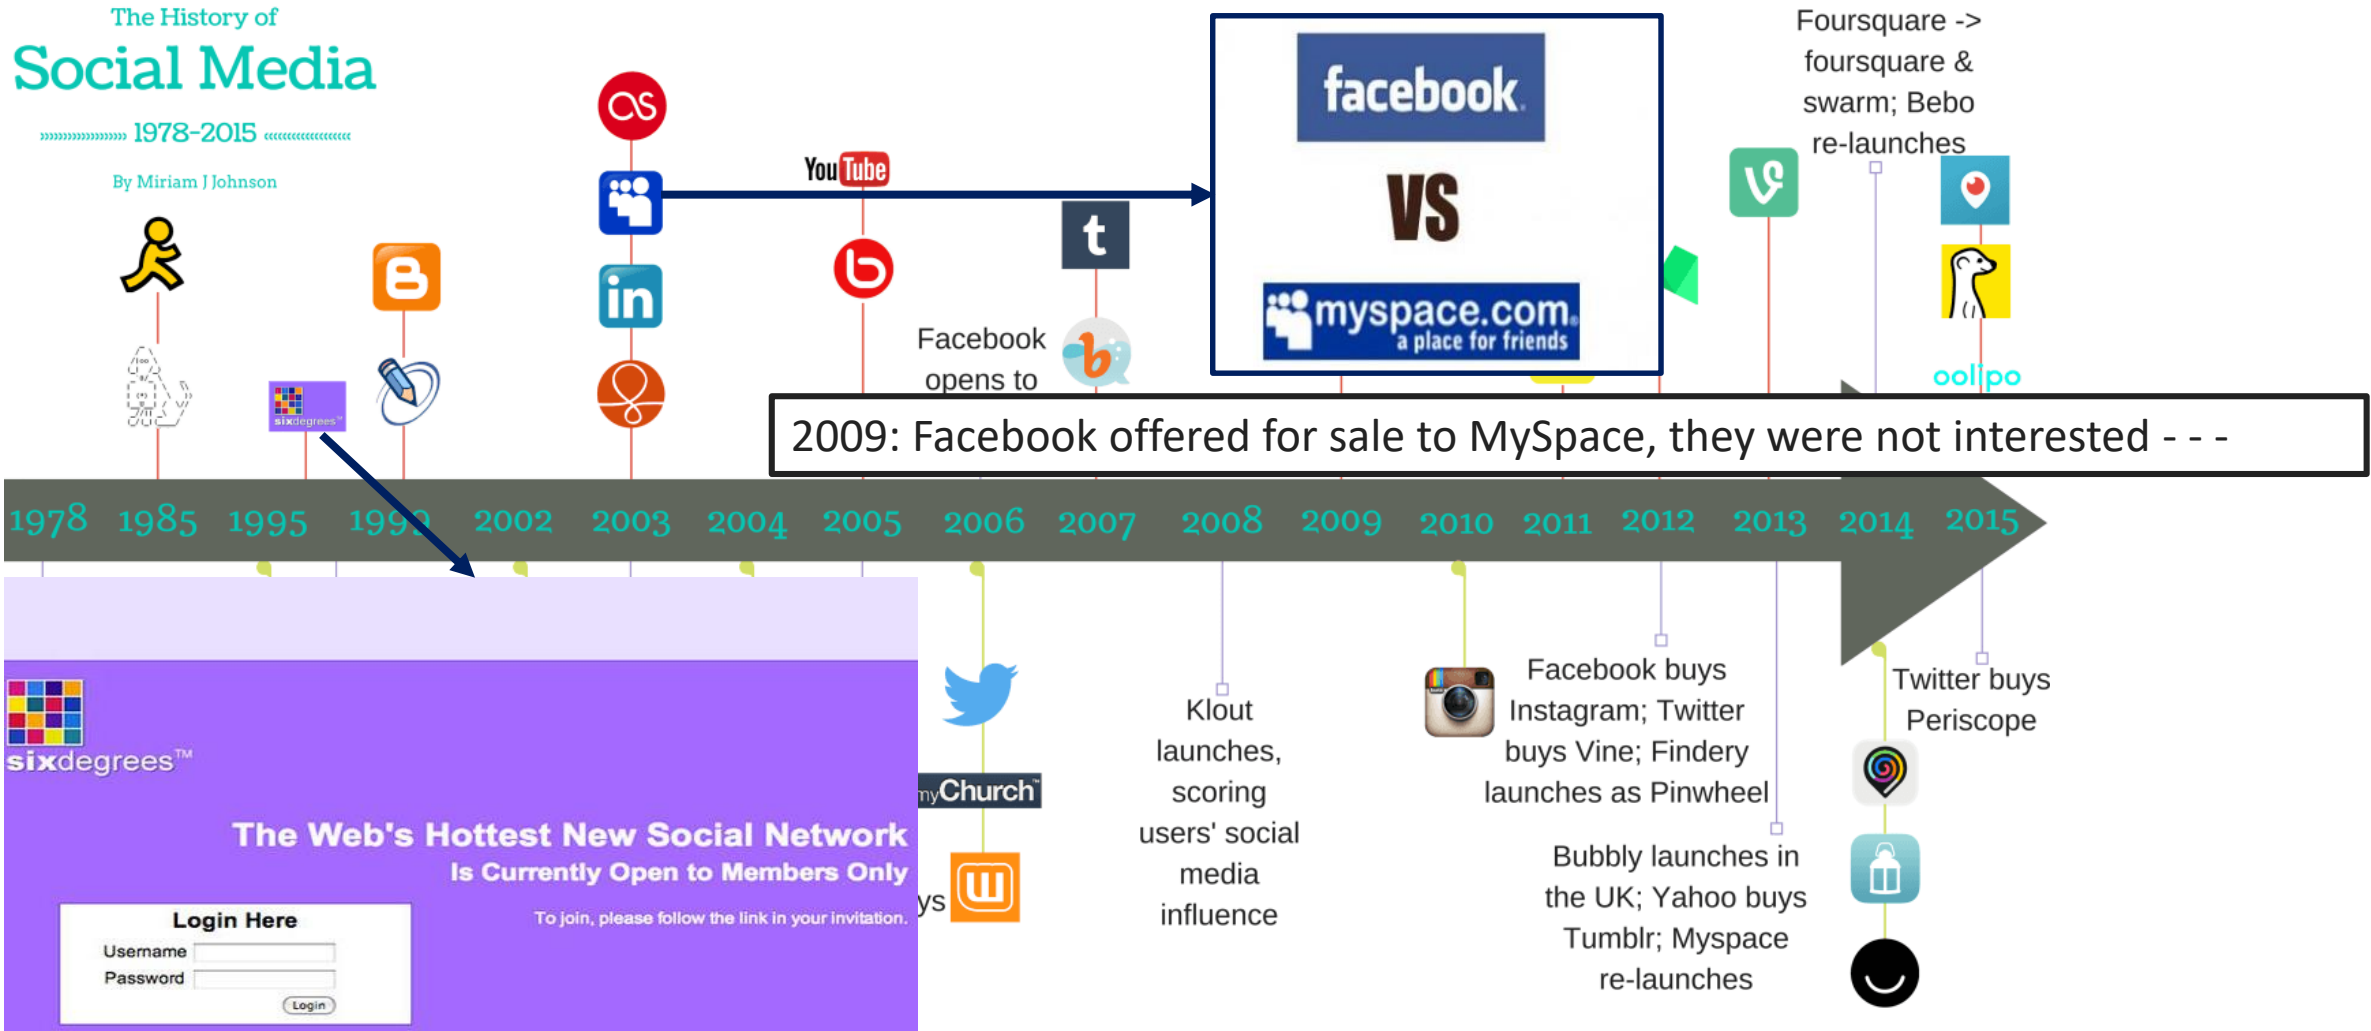 The History of
Social Media
1978-2015
By Miriam J Johnson
YouTube
t
B
in
b
sixdegrees
Facebook
opens to
b
facebook
VS
myspace.com
a place for friends
Foursquare ->
foursquare &
swarm; Bebo
re-launches
oolipo
2009: Facebook offered for sale to MySpace, they were not interested - - -
1978 1985 1995 1999 2002 2003 2004 2005 2006 2007 2008 2009 2010 2011 2012 2013 2014 2015
sixdegrees™
The Web's Hottest New Social Network
Is Currently Open to Members Only
To join, please follow the link in your invitation.
Login Here
Username
Password
Login
myChurch™
ys
Klout
launches,
scoring
users' social
media
influence
Facebook buys
Instagram; Twitter
buys Vine; Findery
launches as Pinwheel
Bubbly launches in
the UK; Yahoo buys
Tumblr; Myspace
re-launches
Twitter buys
Periscope